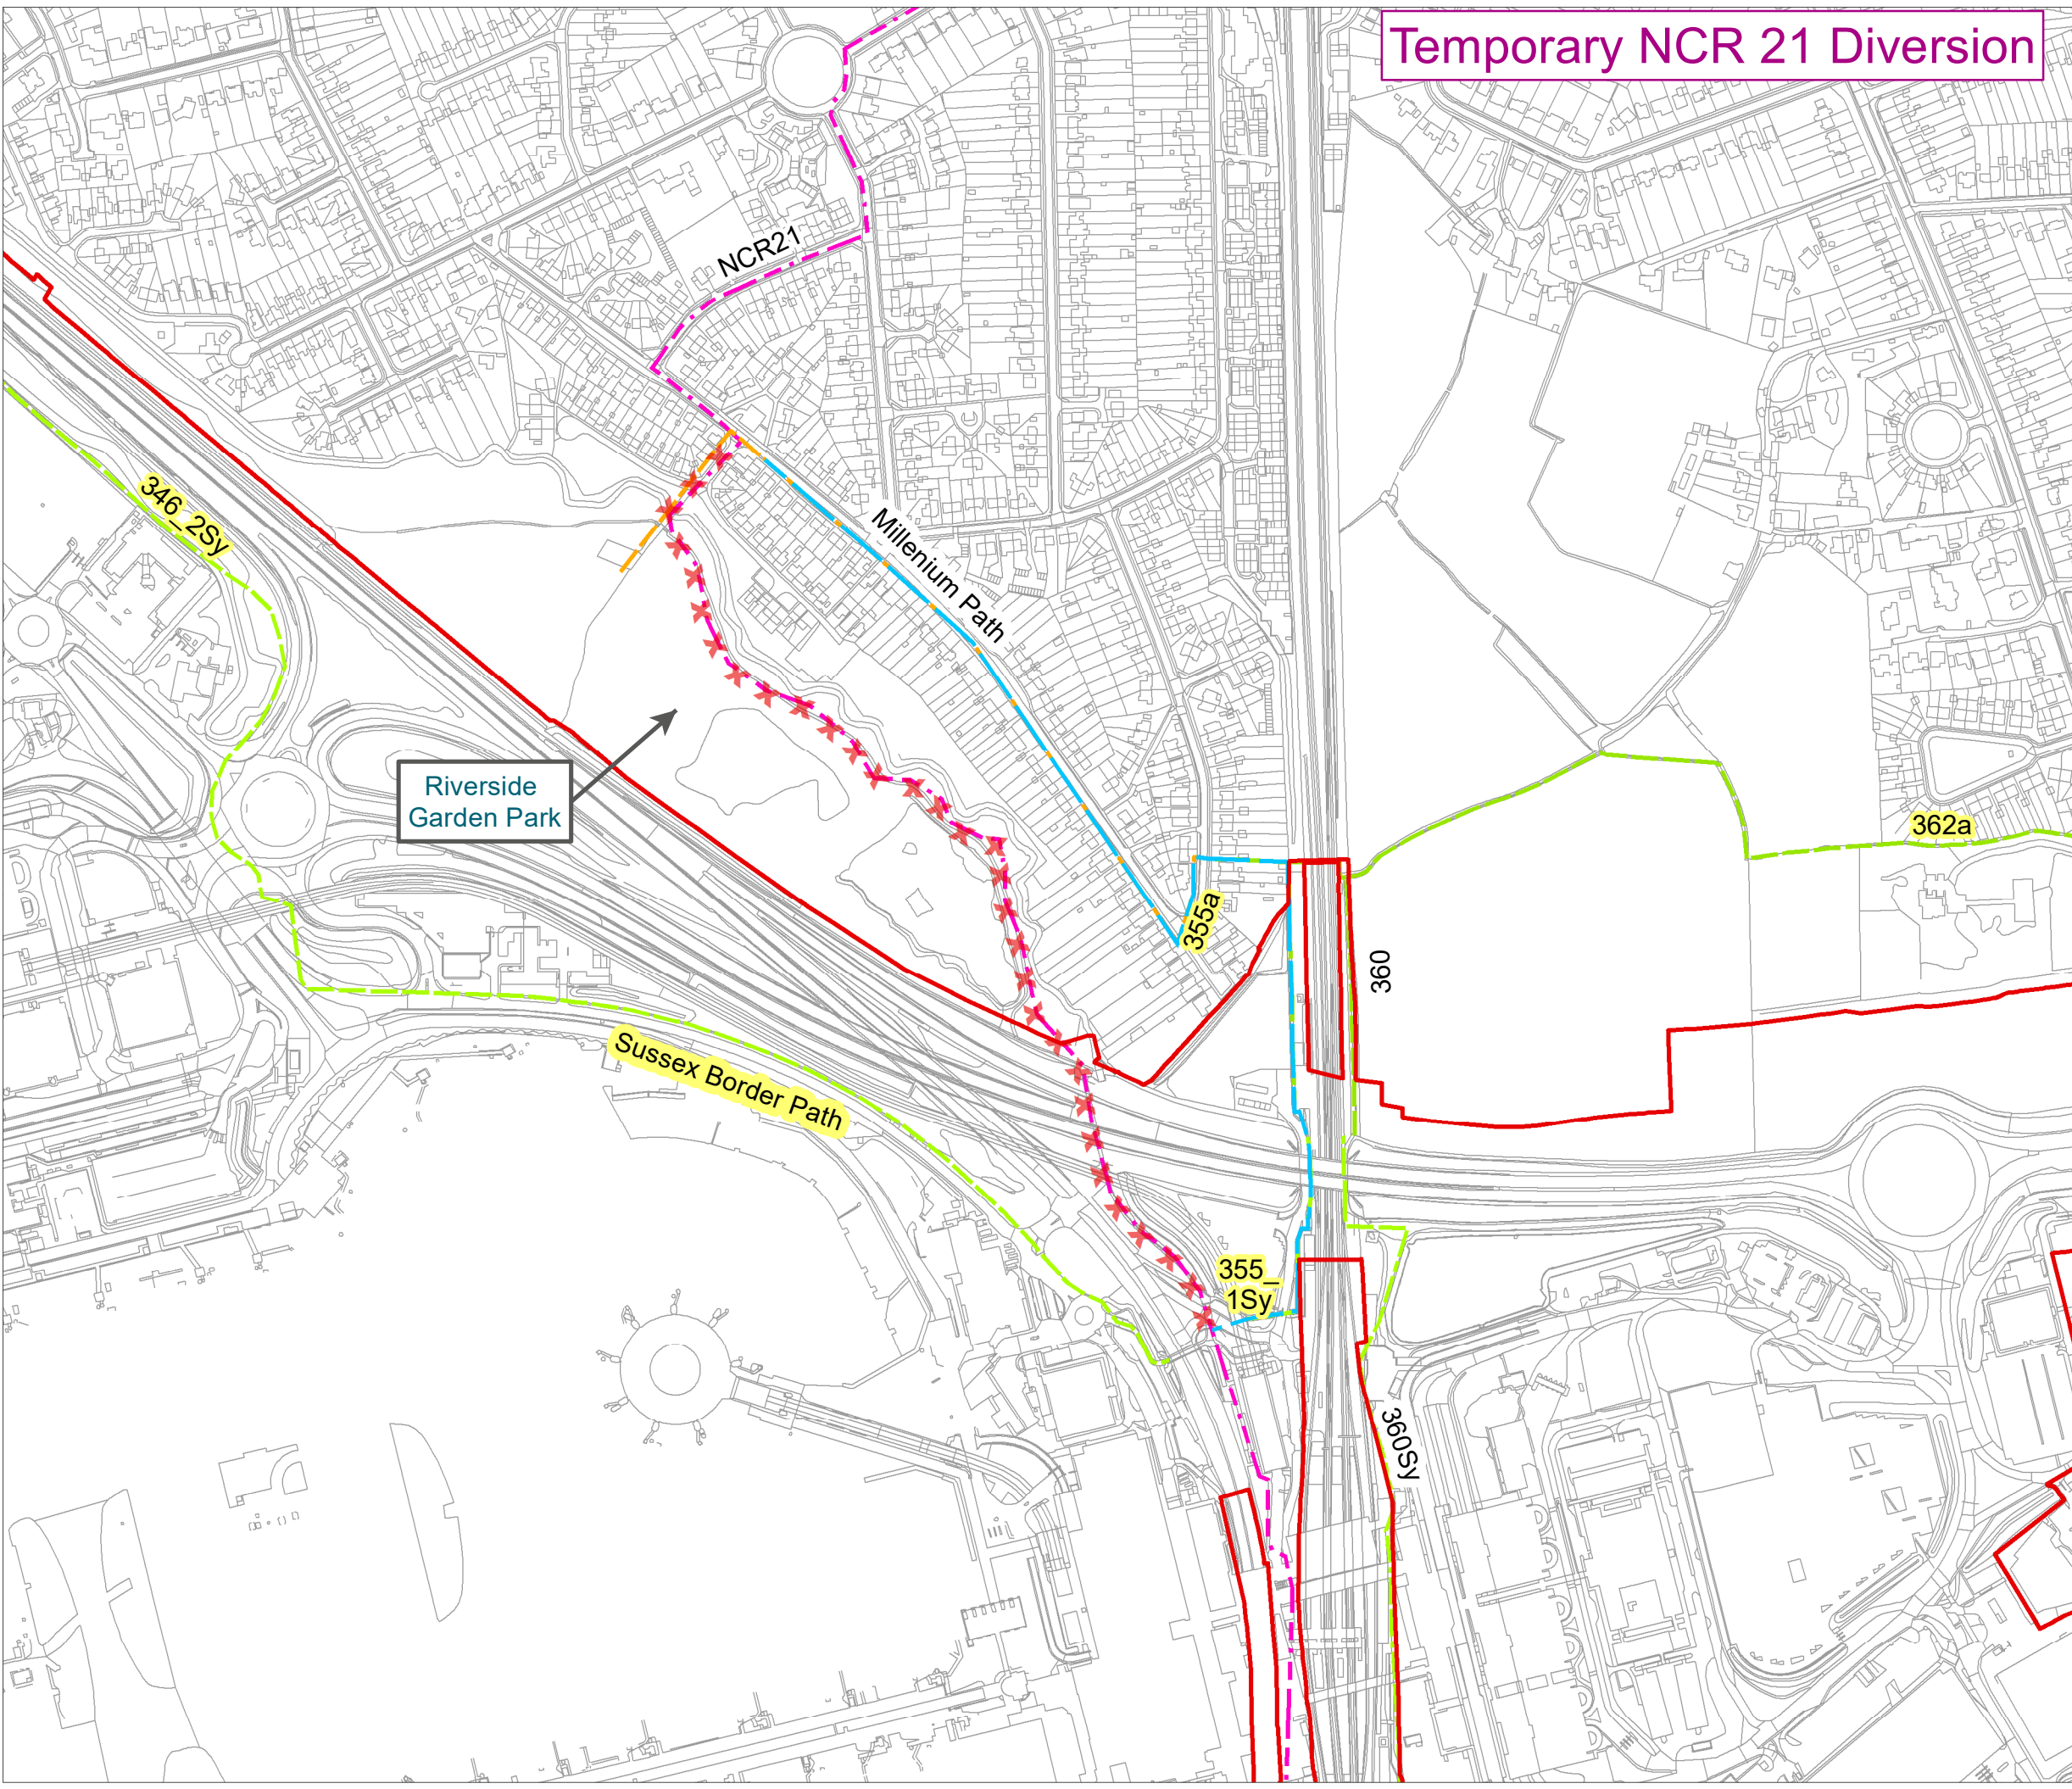 Temporary NCR 21 Diversion
NCR21
346_2Sy
Millenium Path
Riverside
Garden Park
362a
355a
360
Sussex Border Path
355_
1Sy
360Sy